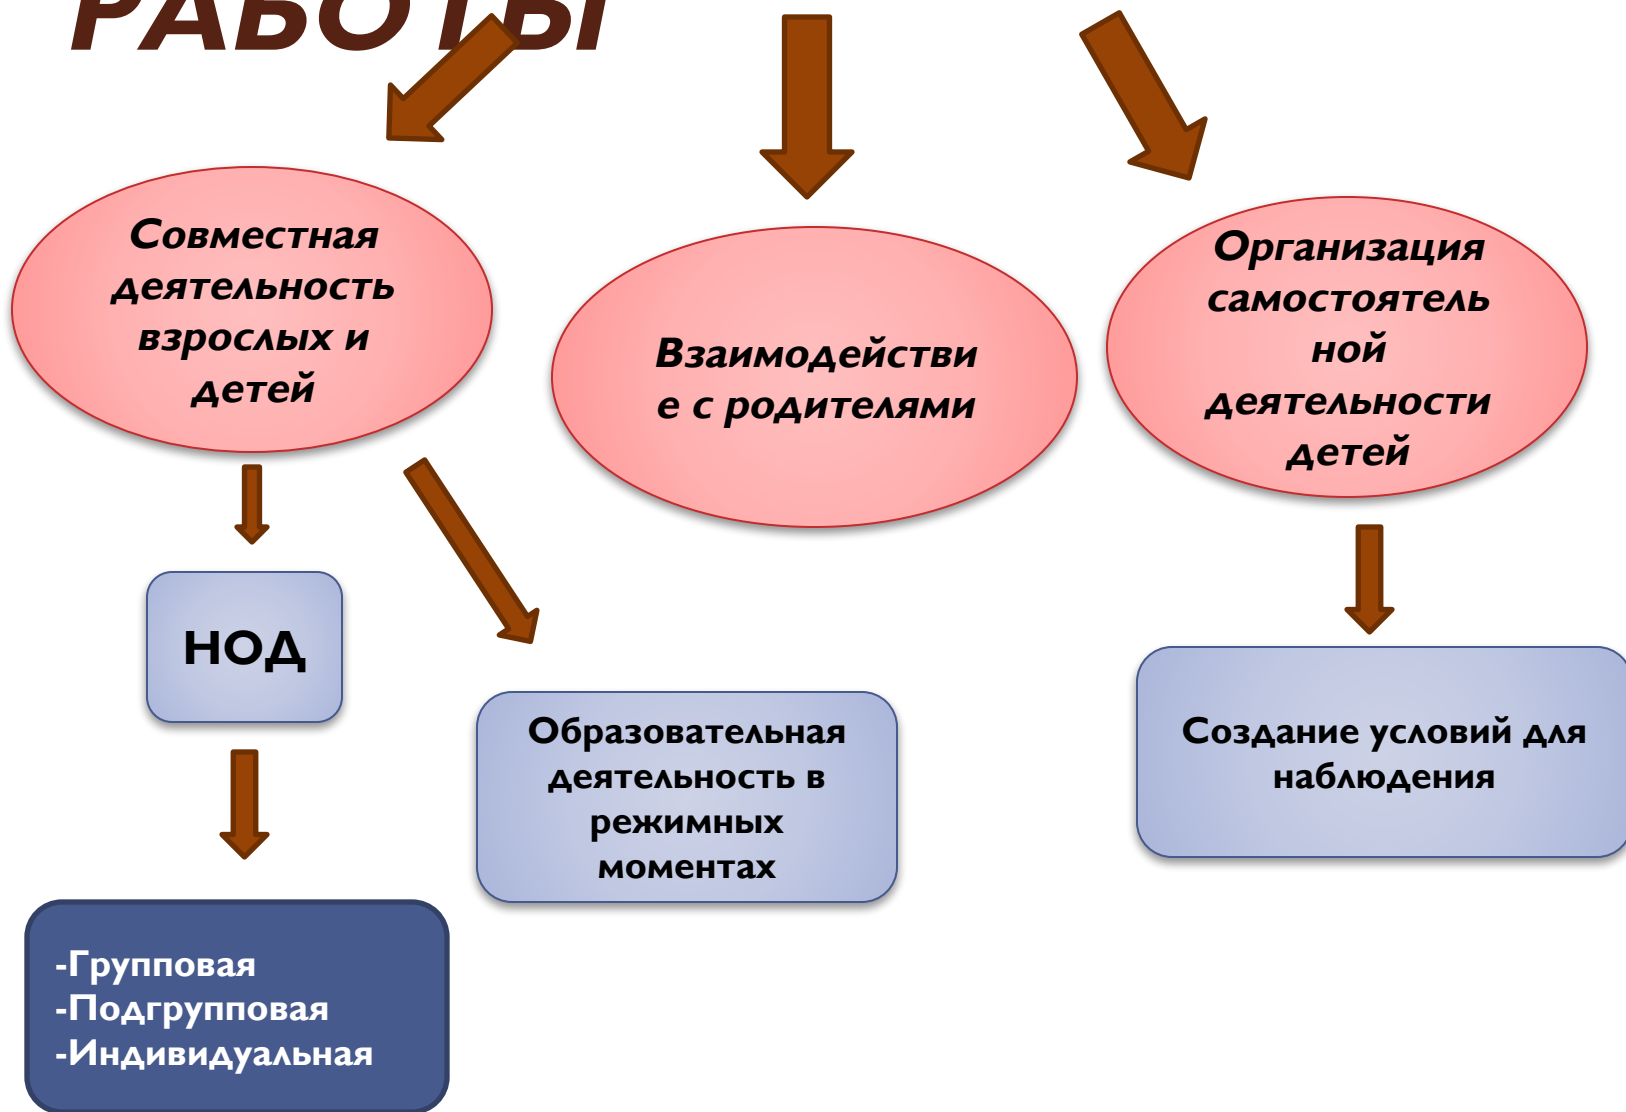 РАБОТЫ
Совместная
деятельность
взрослых и
детей
Взаимодействи
е с родителями
Организация
самостоятель
ной
деятельности
детей
НОД
Образовательная
деятельность в
режимных
моментах
Создание условий для
наблюдения
-Групповая
-Подгрупповая
-Индивидуальная